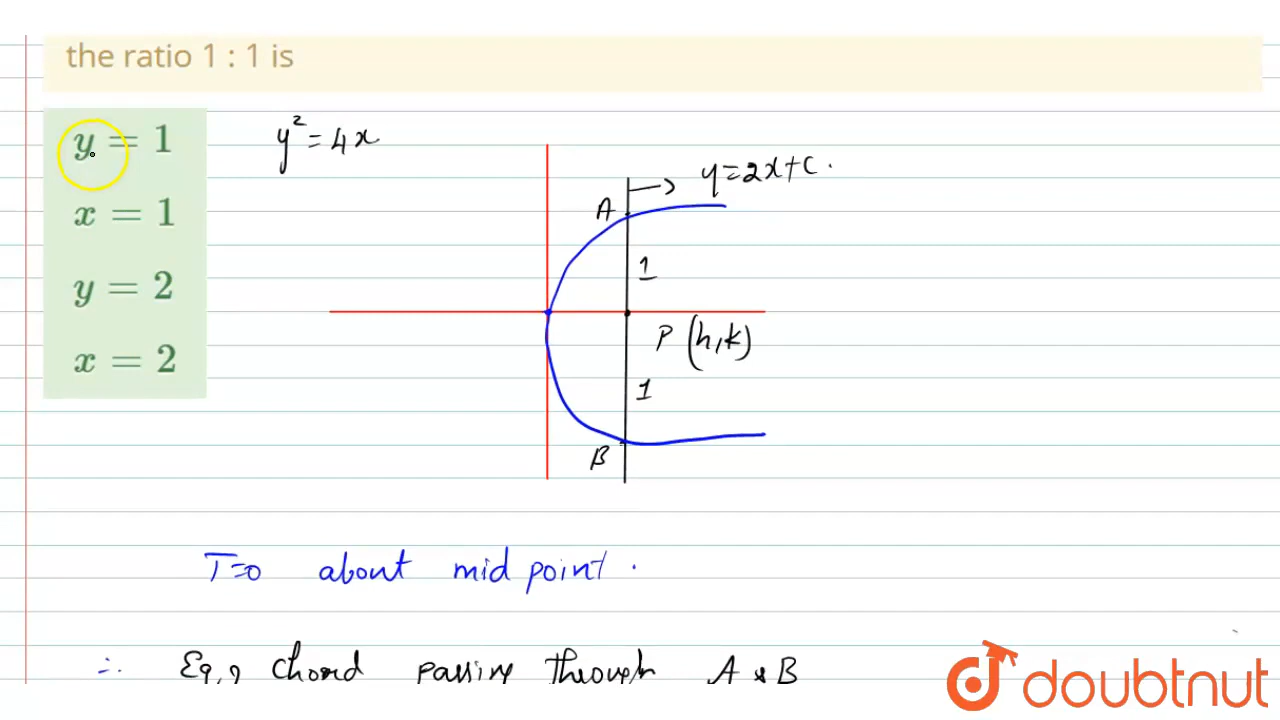 the ratio 1 : 1 is
y = 1
x = 1
y = 2
x = 2
y² = 4x
y = 2x + c .
A
1
P (h, k)
1
B
T=0 about mid point .
∴ Eq, of chord passing through A & B
doubtnut